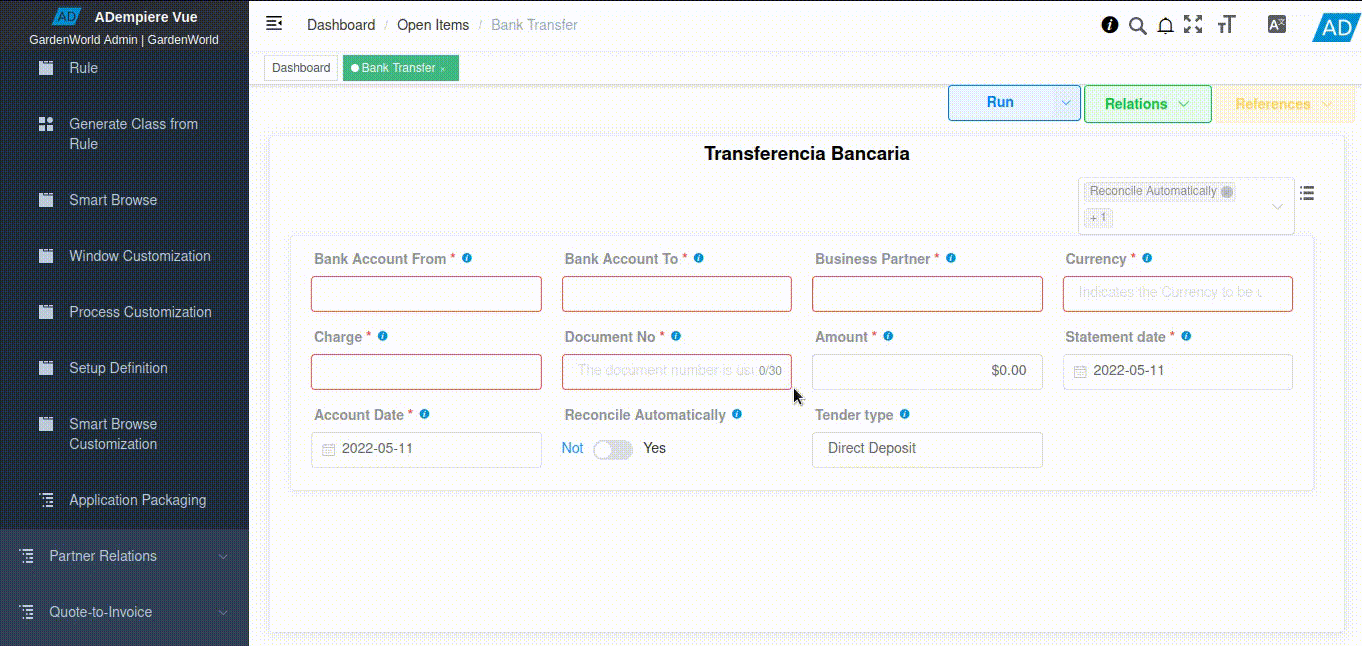 AD ADempiere Vue
GardenWorld Admin | GardenWorld
Rule
Generate Class from
Rule
Smart Browse
Window Customization
Process Customization
Setup Definition
Smart Browse
Customization
Application Packaging
Partner Relations
Quote-to-Invoice
Dashboard / Open Items / Bank Transfer
AD
Dashboard
Bank Transfer ×
Run
Relations
References
Transferencia Bancaria
Reconcile Automatically
+ 1
Bank Account From *
Bank Account To *
Business Partner *
Currency *
Indicates the Currency to be
Charge *
Document No *
Amount *
Statement date *
The document number is 0/30
$0.00
2022-05-11
Account Date *
Reconcile Automatically
Tender type
2022-05-11
Not Yes
Direct Deposit